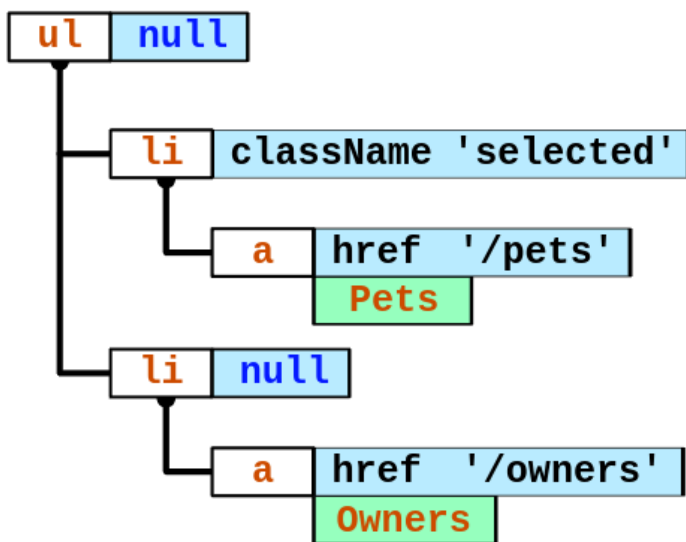 ul null
li className 'selected'
a href '/pets'
Pets
li null
a href '/owners'
Owners